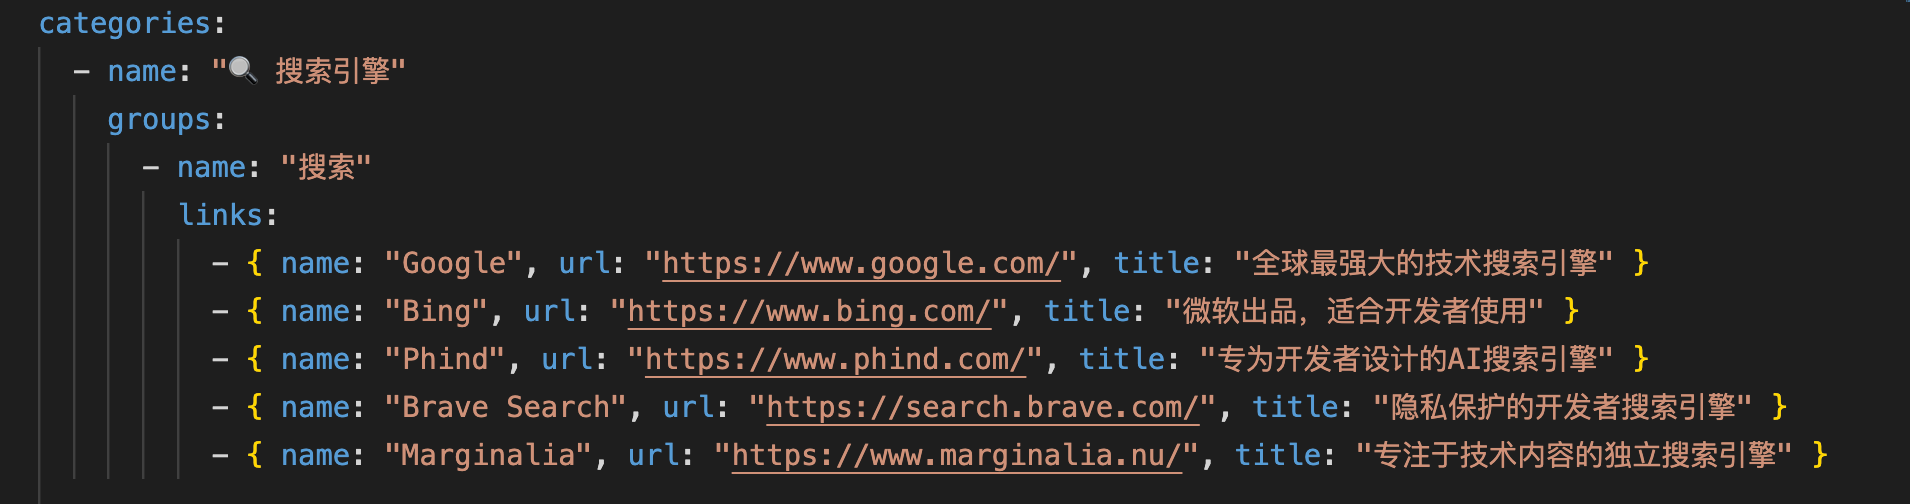 categories:
  - name: "🔍 搜索引擎"
    groups:
      - name: "搜索"
        links:
          - { name: "Google", url: "https://www.google.com/", title: "全球最强大的技术搜索引擎" }
          - { name: "Bing", url: "https://www.bing.com/", title: "微软出品，适合开发者使用" }
          - { name: "Phind", url: "https://www.phind.com/", title: "专为开发者设计的AI搜索引擎" }
          - { name: "Brave Search", url: "https://search.brave.com/", title: "隐私保护的开发者搜索引擎" }
          - { name: "Marginalia", url: "https://www.marginalia.nu/", title: "专注于技术内容的独立搜索引擎" }